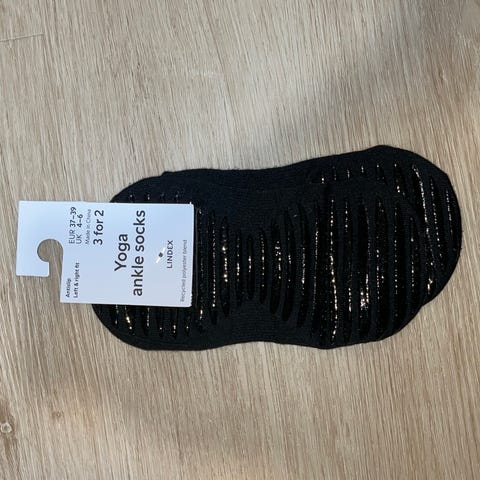 Antislip
Left & right fit
EUR 37–39
UK 4–6
Made in China
3 for 2
Yoga
ankle socks
LINDEX
Recycled polyester blend